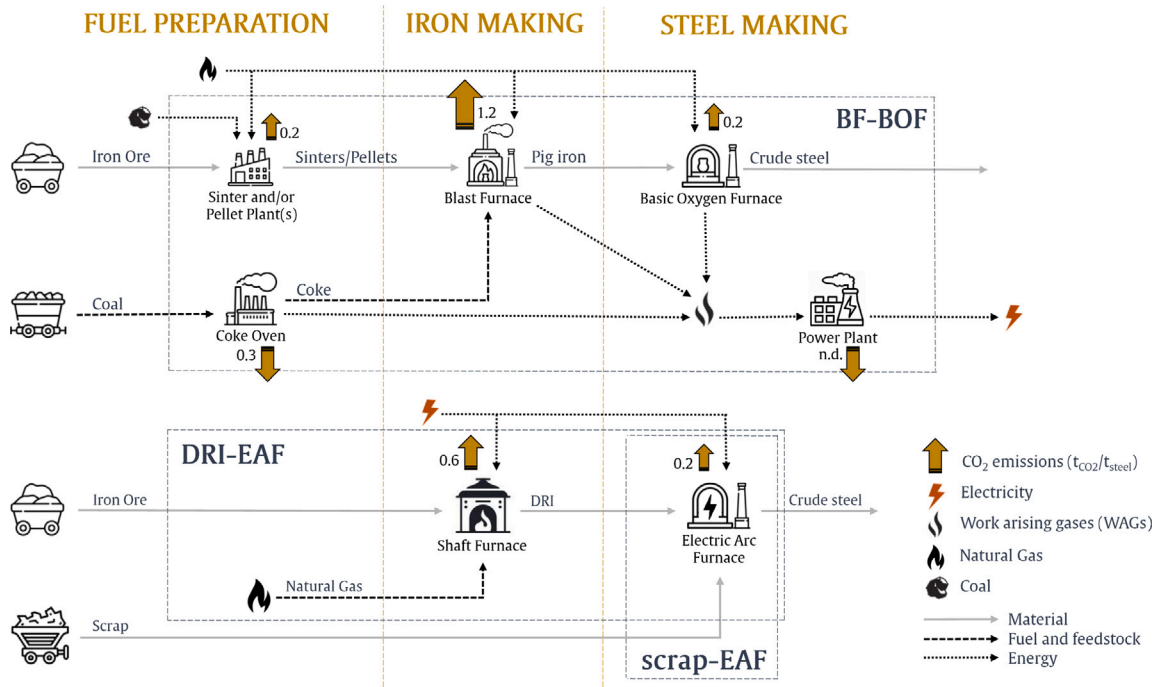 FUEL PREPARATION
IRON MAKING
STEEL MAKING
BF-BOF
1.2
0.2
0.2
Iron Ore
Sinters/Pellets
Pig iron
Crude steel
Sinter and/or
Pellet Plant(s)
Blast Furnace
Basic Oxygen Furnace
Coal
Coke
Coke Oven
0.3
Power Plant
n.d.
DRI-EAF
0.6
0.2
CO2 emissions (tCO2/tsteel)
Electricity
Iron Ore
DRI
Crude steel
Work arising gases (WAGs)
Shaft Furnace
Electric Arc
Furnace
Natural Gas
Natural Gas
Coal
Scrap
Material
Fuel and feedstock
Energy
scrap-EAF